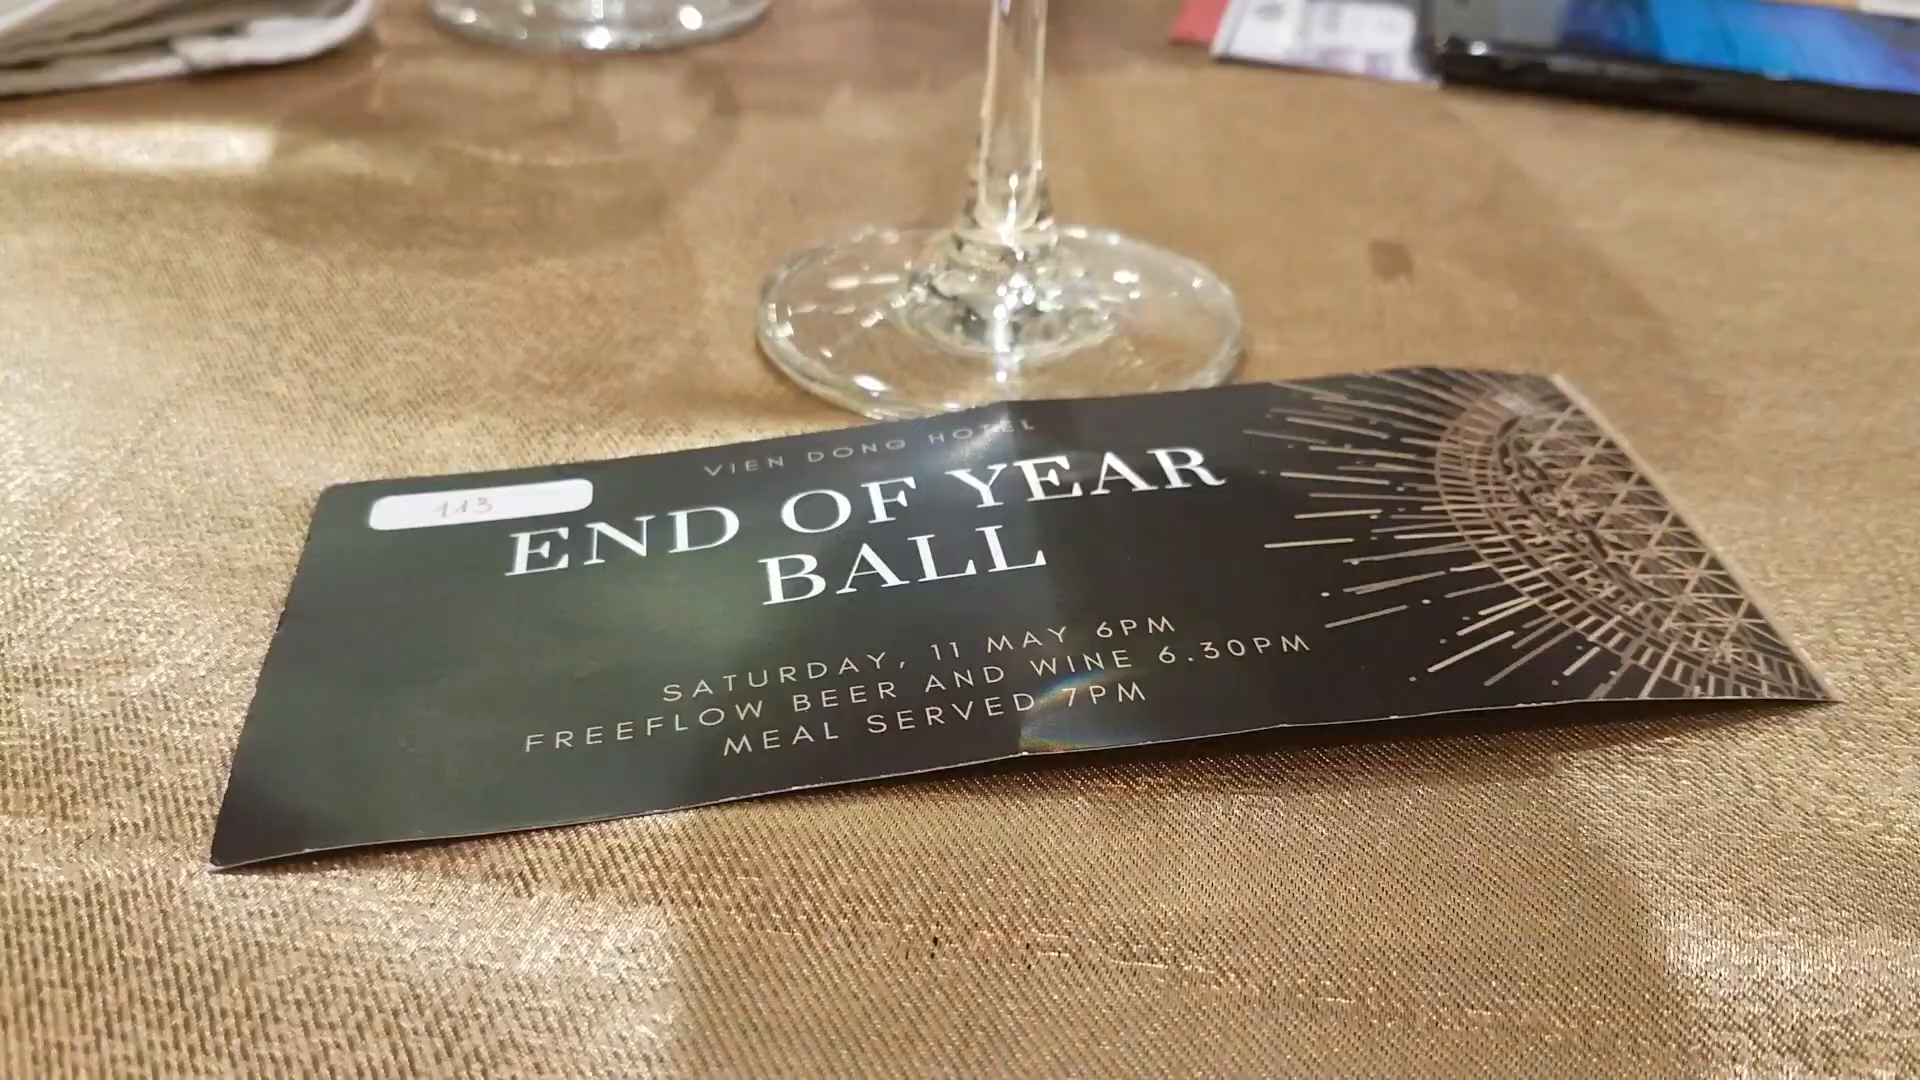 VIEN DONG HOTEL
113
END OF YEAR
BALL
SATURDAY, 11 MAY 6PM
FREEFLOW BEER AND WINE 6.30PM
MEAL SERVED 7PM